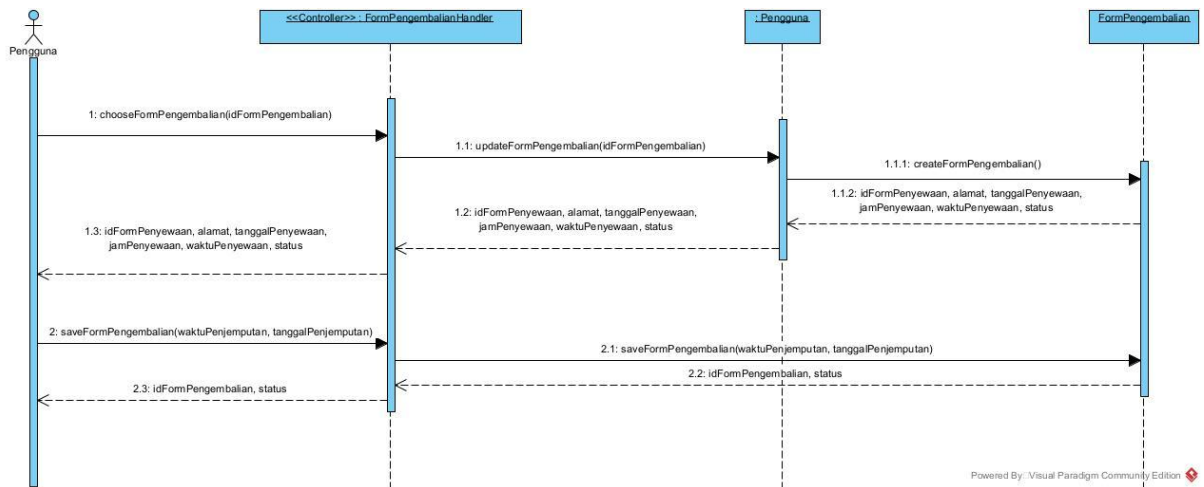 <<Controller>> : FormPengembalianHandler
: Pengguna
FormPengembalian
Pengguna
1: chooseFormPengembalian(idFormPengembalian)
1.1: updateFormPengembalian(idFormPengembalian)
1.1.1: createFormPengembalian()
1.1.2: idFormPenyewaan, alamat, tanggalPenyewaan,
jamPenyewaan, waktuPenyewaan, status
1.2: idFormPenyewaan, alamat, tanggalPenyewaan,
jamPenyewaan, waktuPenyewaan, status
1.3: idFormPenyewaan, alamat, tanggalPenyewaan,
jamPenyewaan, waktuPenyewaan, status
2: saveFormPengembalian(waktuPenjemputan, tanggalPenjemputan)
2.1: saveFormPengembalian(waktuPenjemputan, tanggalPenjemputan)
2.2: idFormPengembalian, status
2.3: idFormPengembalian, status
Powered By: Visual Paradigm Community Edition